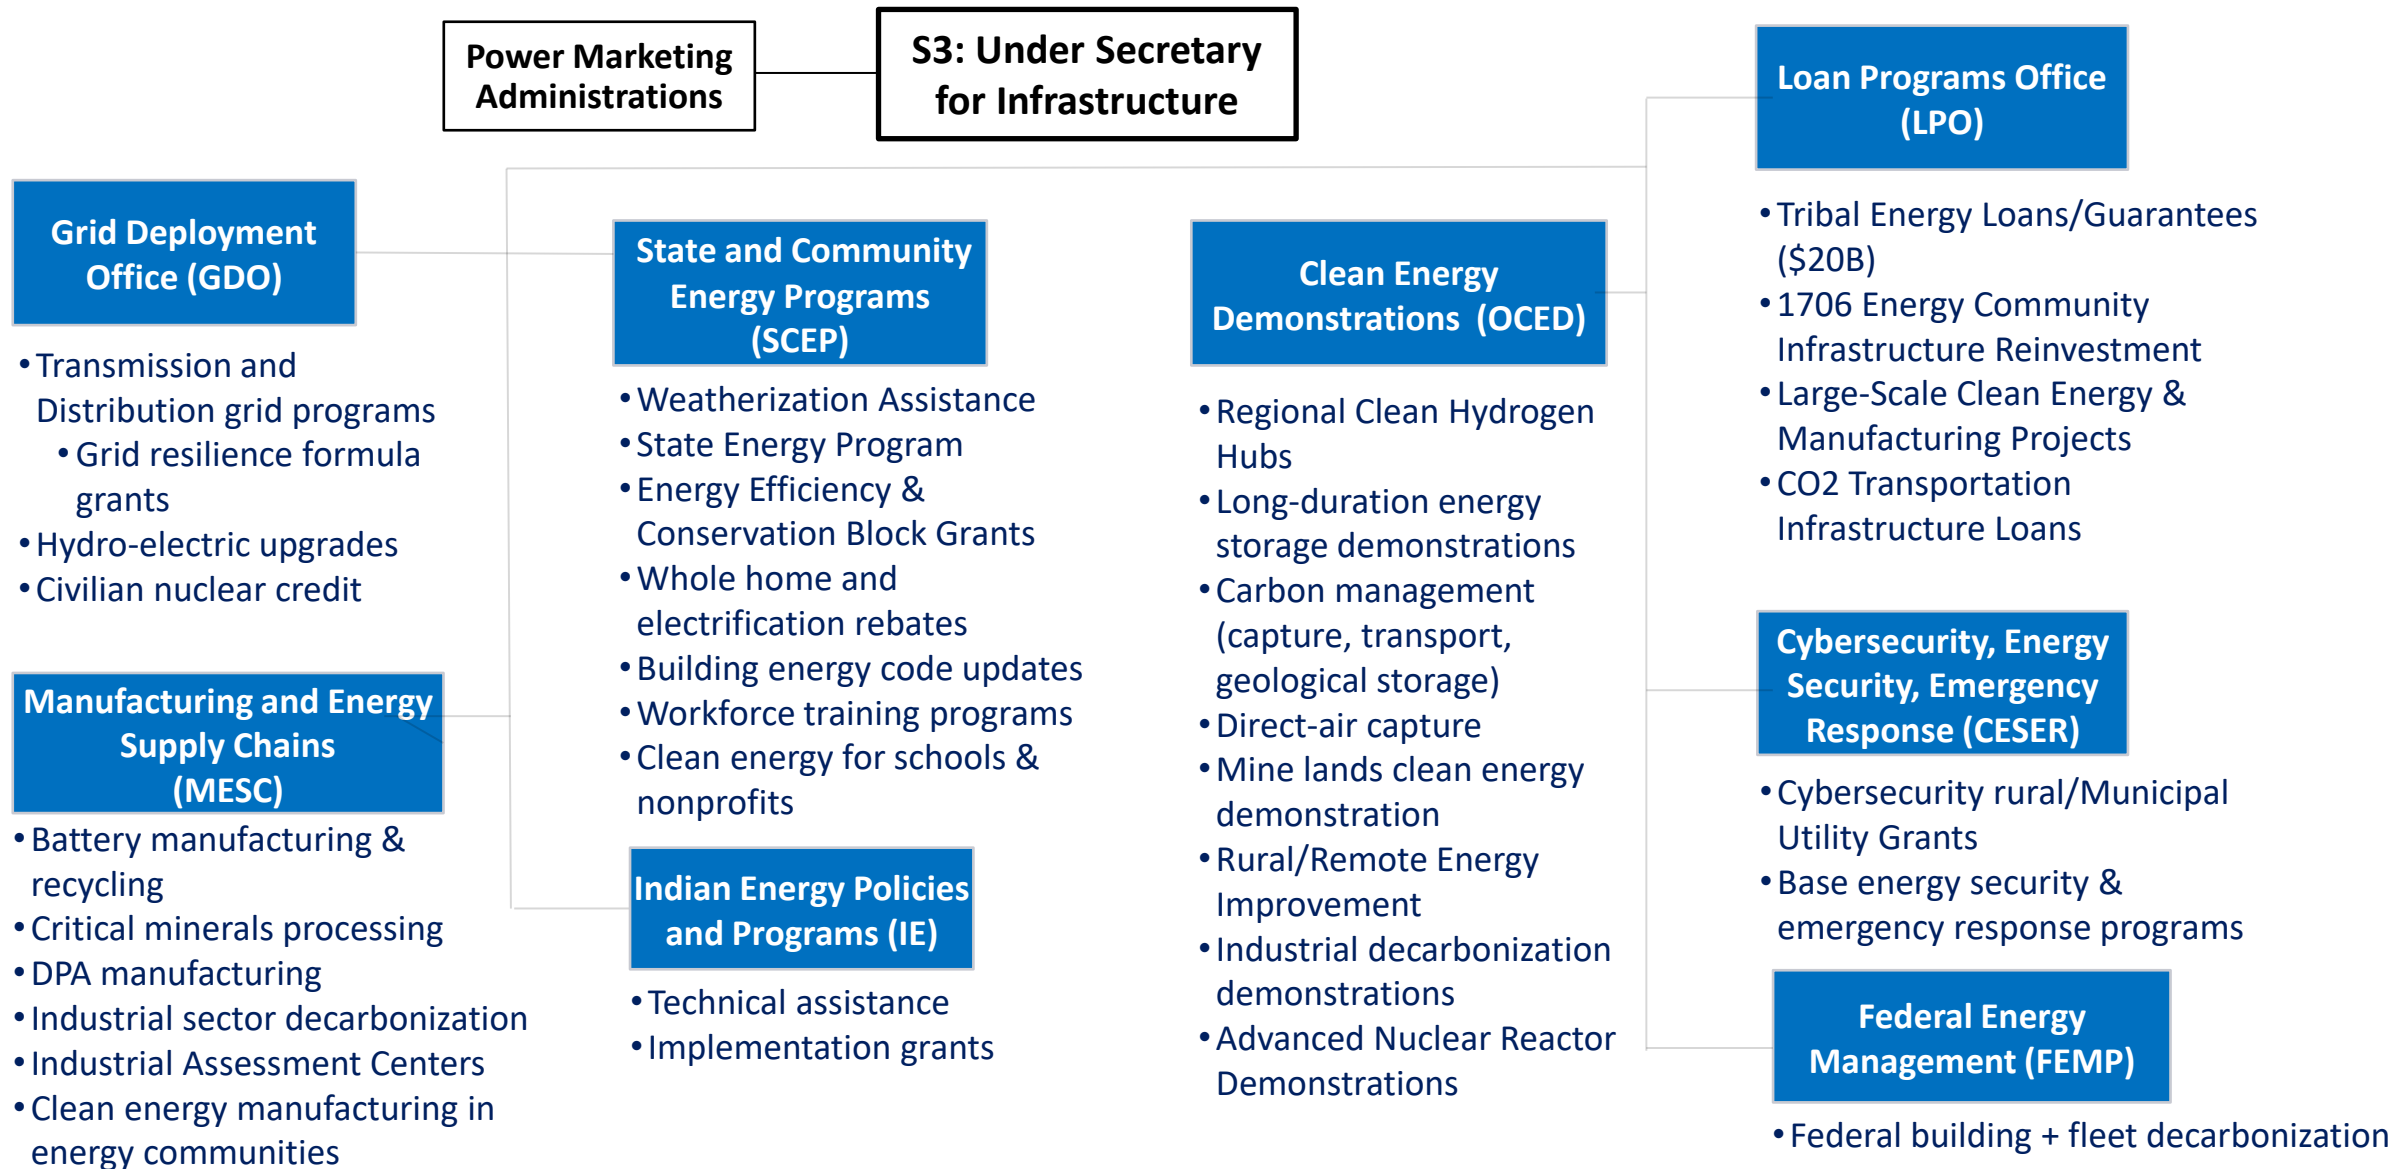 Power Marketing
Administrations
S3: Under Secretary
for Infrastructure
Grid Deployment
Office (GDO)
• Transmission and
Distribution grid programs
• Grid resilience formula
grants
• Hydro-electric upgrades
• Civilian nuclear credit
Manufacturing and Energy
Supply Chains
(MESC)
• Battery manufacturing &
recycling
• Critical minerals processing
• DPA manufacturing
• Industrial sector decarbonization
• Industrial Assessment Centers
• Clean energy manufacturing in
energy communities
State and Community
Energy Programs
(SCEP)
• Weatherization Assistance
• State Energy Program
• Energy Efficiency &
Conservation Block Grants
• Whole home and
electrification rebates
• Building energy code updates
• Workforce training programs
• Clean energy for schools &
nonprofits
Indian Energy Policies
and Programs (IE)
• Technical assistance
• Implementation grants
Clean Energy
Demonstrations (OCED)
• Regional Clean Hydrogen
Hubs
• Long-duration energy
storage demonstrations
• Carbon management
(capture, transport,
geological storage)
• Direct-air capture
• Mine lands clean energy
demonstration
• Rural/Remote Energy
Improvement
• Industrial decarbonization
demonstrations
• Advanced Nuclear Reactor
Demonstrations
Loan Programs Office
(LPO)
• Tribal Energy Loans/Guarantees
($20B)
• 1706 Energy Community
Infrastructure Reinvestment
• Large-Scale Clean Energy &
Manufacturing Projects
• CO2 Transportation
Infrastructure Loans
Cybersecurity, Energy
Security, Emergency
Response (CESER)
• Cybersecurity rural/Municipal
Utility Grants
• Base energy security &
emergency response programs
Federal Energy
Management (FEMP)
• Federal building + fleet decarbonization